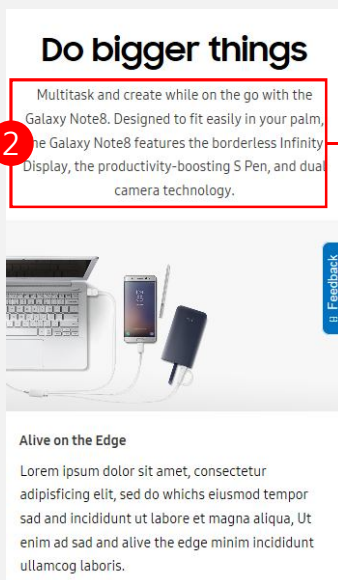 Do bigger things
Multitask and create while on the go with the
Galaxy Note8. Designed to fit easily in your palm,
he Galaxy Note8 features the borderless Infinity
Display, the productivity-boosting S Pen, and dual
camera technology.
2
Feedback
Alive on the Edge
Lorem ipsum dolor sit amet, consectetur
adipisficing elit, sed do whichs eiusmod tempor
sad and incididunt ut labore et magna aliqua, Ut
enim ad sad and alive the edge minim incididunt
ullamcog laboris.